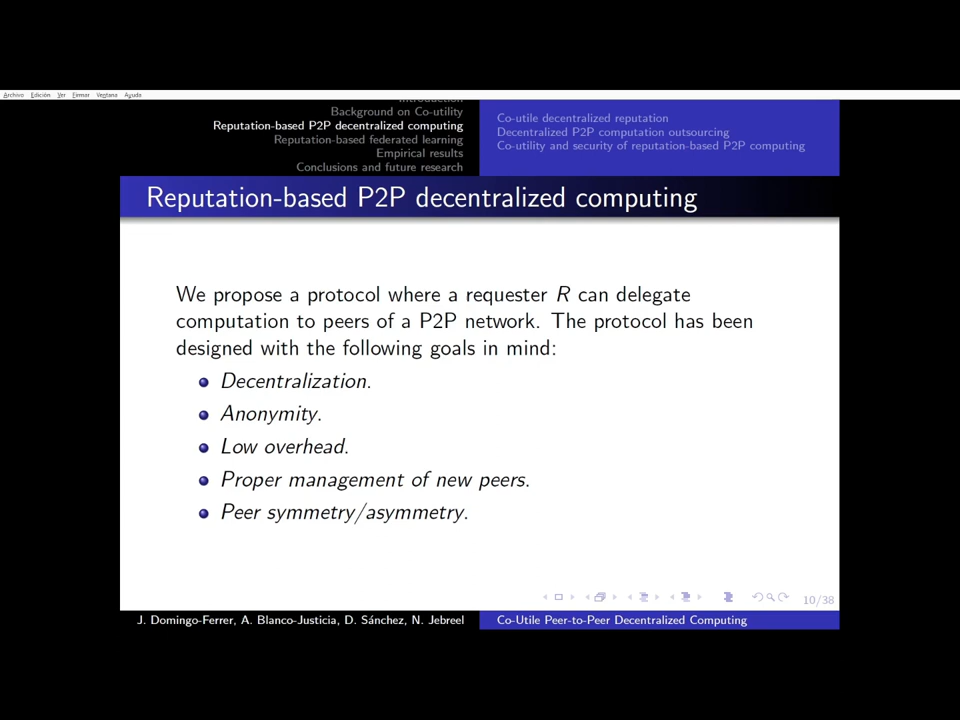 Archivo Edición Ver Firmar Ventana Ayuda
Introduction
Background on Co-utility
Reputation-based P2P decentralized computing
Reputation-based federated learning
Empirical results
Conclusions and future research
Co-utile decentralized reputation
Decentralized P2P computation outsourcing
Co-utility and security of reputation-based P2P computing
Reputation-based P2P decentralized computing
We propose a protocol where a requester R can delegate
computation to peers of a P2P network. The protocol has been
designed with the following goals in mind:
Decentralization.
Anonymity.
Low overhead.
Proper management of new peers.
Peer symmetry/asymmetry.
10/38
J. Domingo-Ferrer, A. Blanco-Justicia, D. Sánchez, N. Jebreel
Co-Utile Peer-to-Peer Decentralized Computing